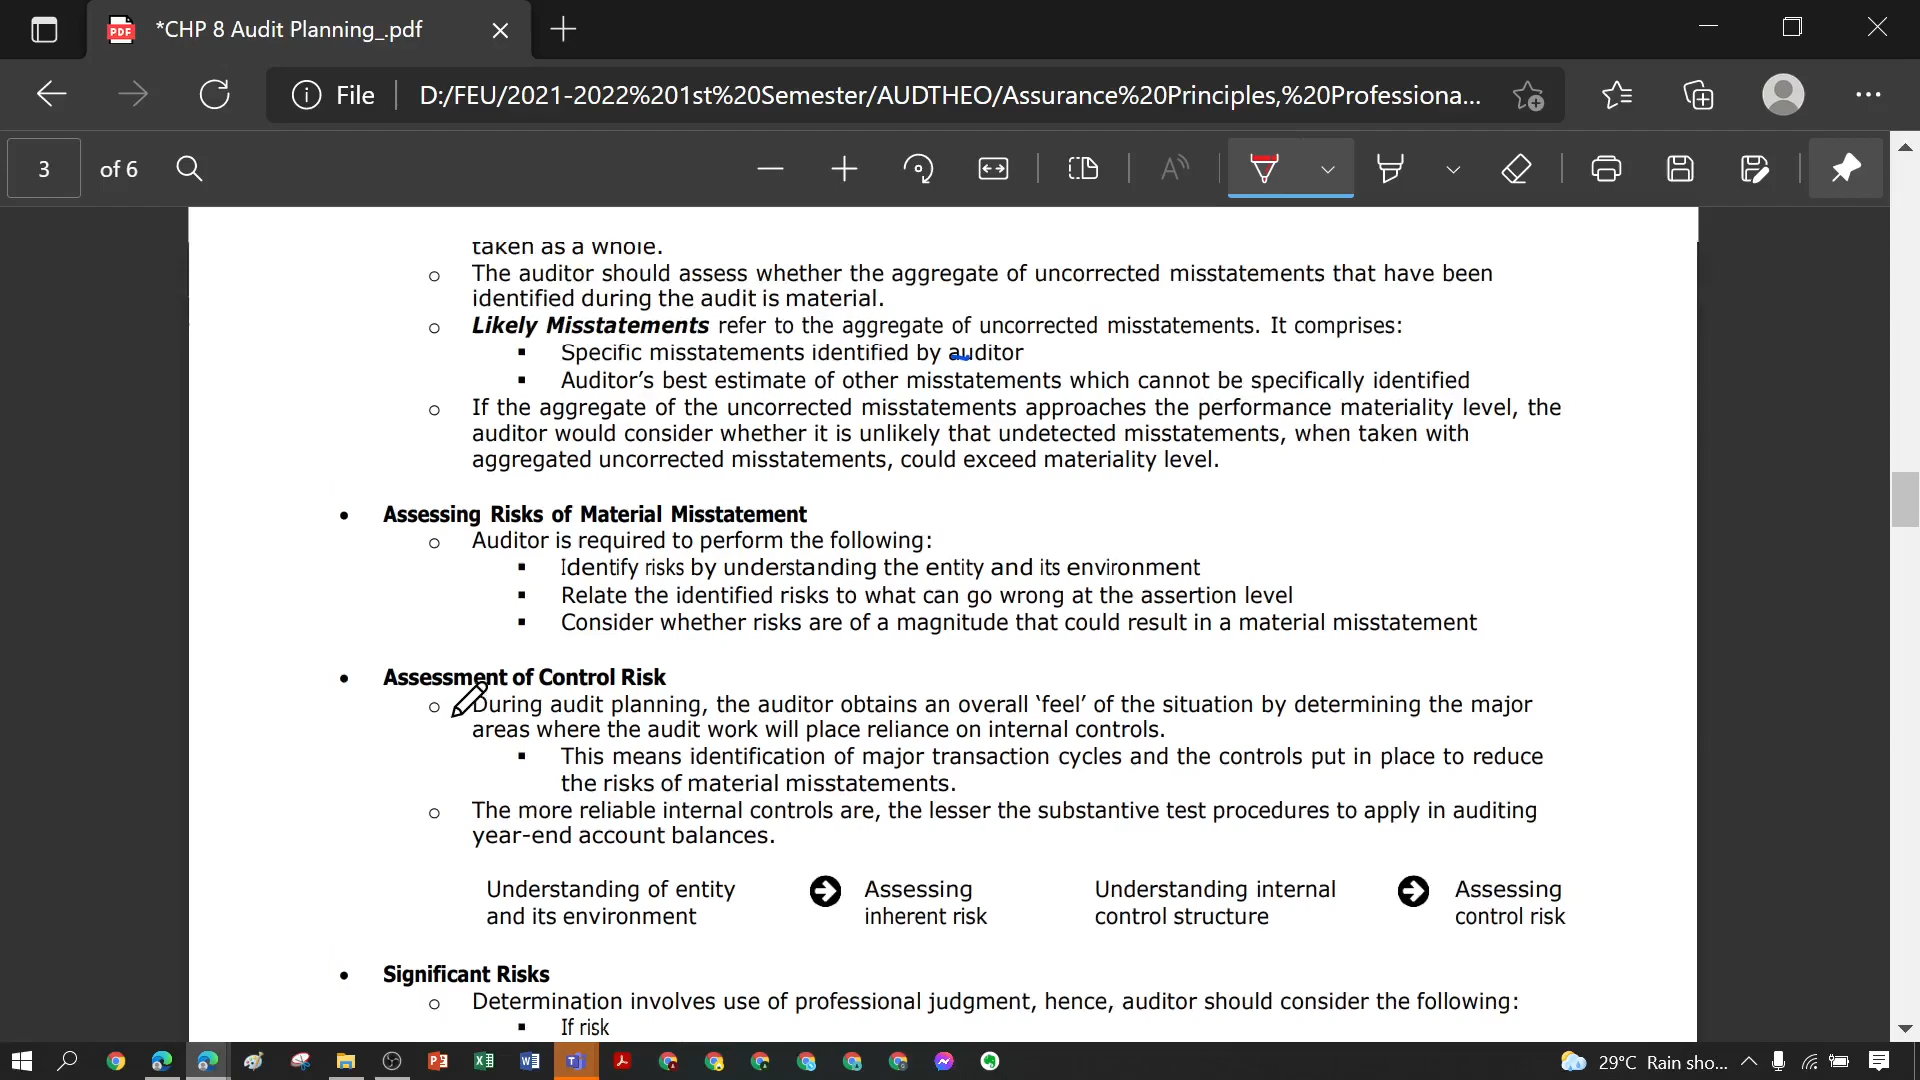 *CHP 8 Audit Planning_.pdf
File
D:/FEU/2021-2022%201st%20Semester/AUDTHEO/Assurance%20Principles,%20Professiona...
3 of 6
taken as a whole.
o The auditor should assess whether the aggregate of uncorrected misstatements that have been
identified during the audit is material.
o Likely Misstatements refer to the aggregate of uncorrected misstatements. It comprises:
▪ Specific misstatements identified by auditor
▪ Auditor’s best estimate of other misstatements which cannot be specifically identified
o If the aggregate of the uncorrected misstatements approaches the performance materiality level, the
auditor would consider whether it is unlikely that undetected misstatements, when taken with
aggregated uncorrected misstatements, could exceed materiality level.
• Assessing Risks of Material Misstatement
o Auditor is required to perform the following:
▪ Identify risks by understanding the entity and its environment
▪ Relate the identified risks to what can go wrong at the assertion level
▪ Consider whether risks are of a magnitude that could result in a material misstatement
• Assessment of Control Risk
o During audit planning, the auditor obtains an overall ‘feel’ of the situation by determining the major
areas where the audit work will place reliance on internal controls.
▪ This means identification of major transaction cycles and the controls put in place to reduce
the risks of material misstatements.
o The more reliable internal controls are, the lesser the substantive test procedures to apply in auditing
year-end account balances.
Understanding of entity
and its environment
Assessing
inherent risk
Understanding internal
control structure
Assessing
control risk
• Significant Risks
o Determination involves use of professional judgment, hence, auditor should consider the following:
▪ If risk
29°C Rain sho...